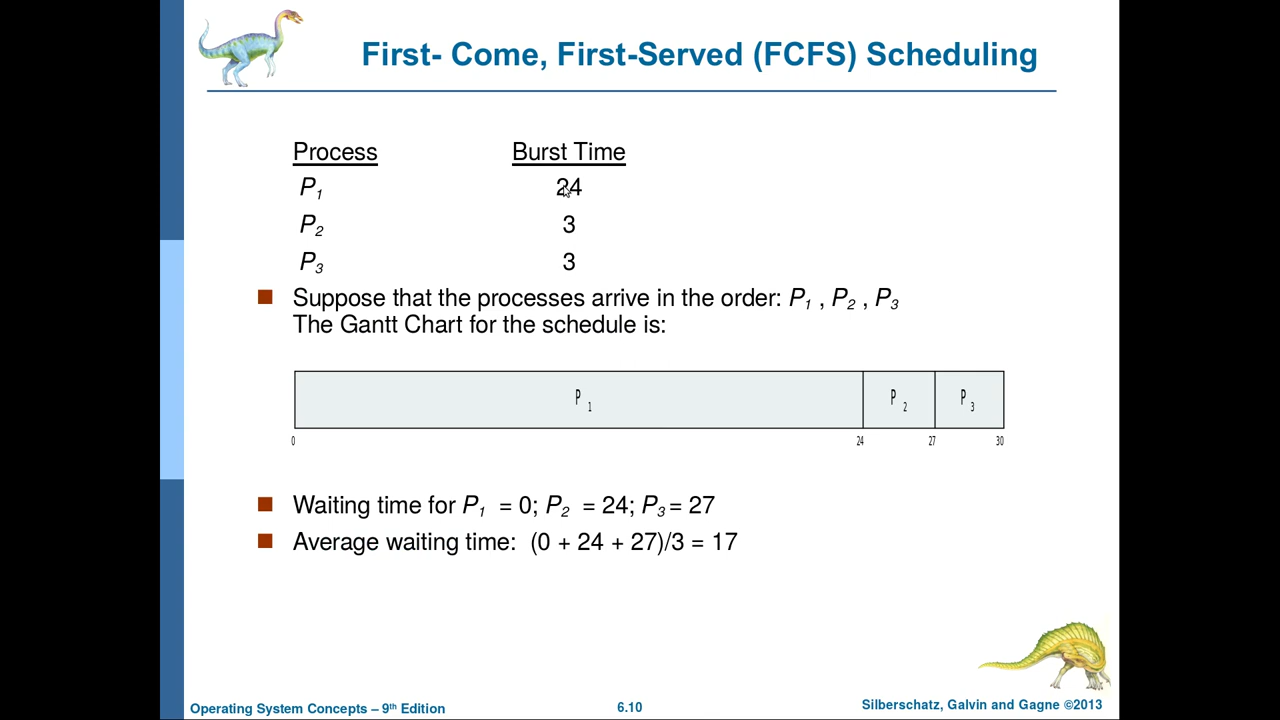 First- Come, First-Served (FCFS) Scheduling
Process Burst Time
P1 24
P2 3
P3 3
Suppose that the processes arrive in the order: P1 , P2 , P3
The Gantt Chart for the schedule is:
P 1 P 2 P 3
0 24 27 30
Waiting time for P1 = 0; P2 = 24; P3 = 27
Average waiting time: (0 + 24 + 27)/3 = 17
Operating System Concepts – 9th Edition 6.10 Silberschatz, Galvin and Gagne ©2013